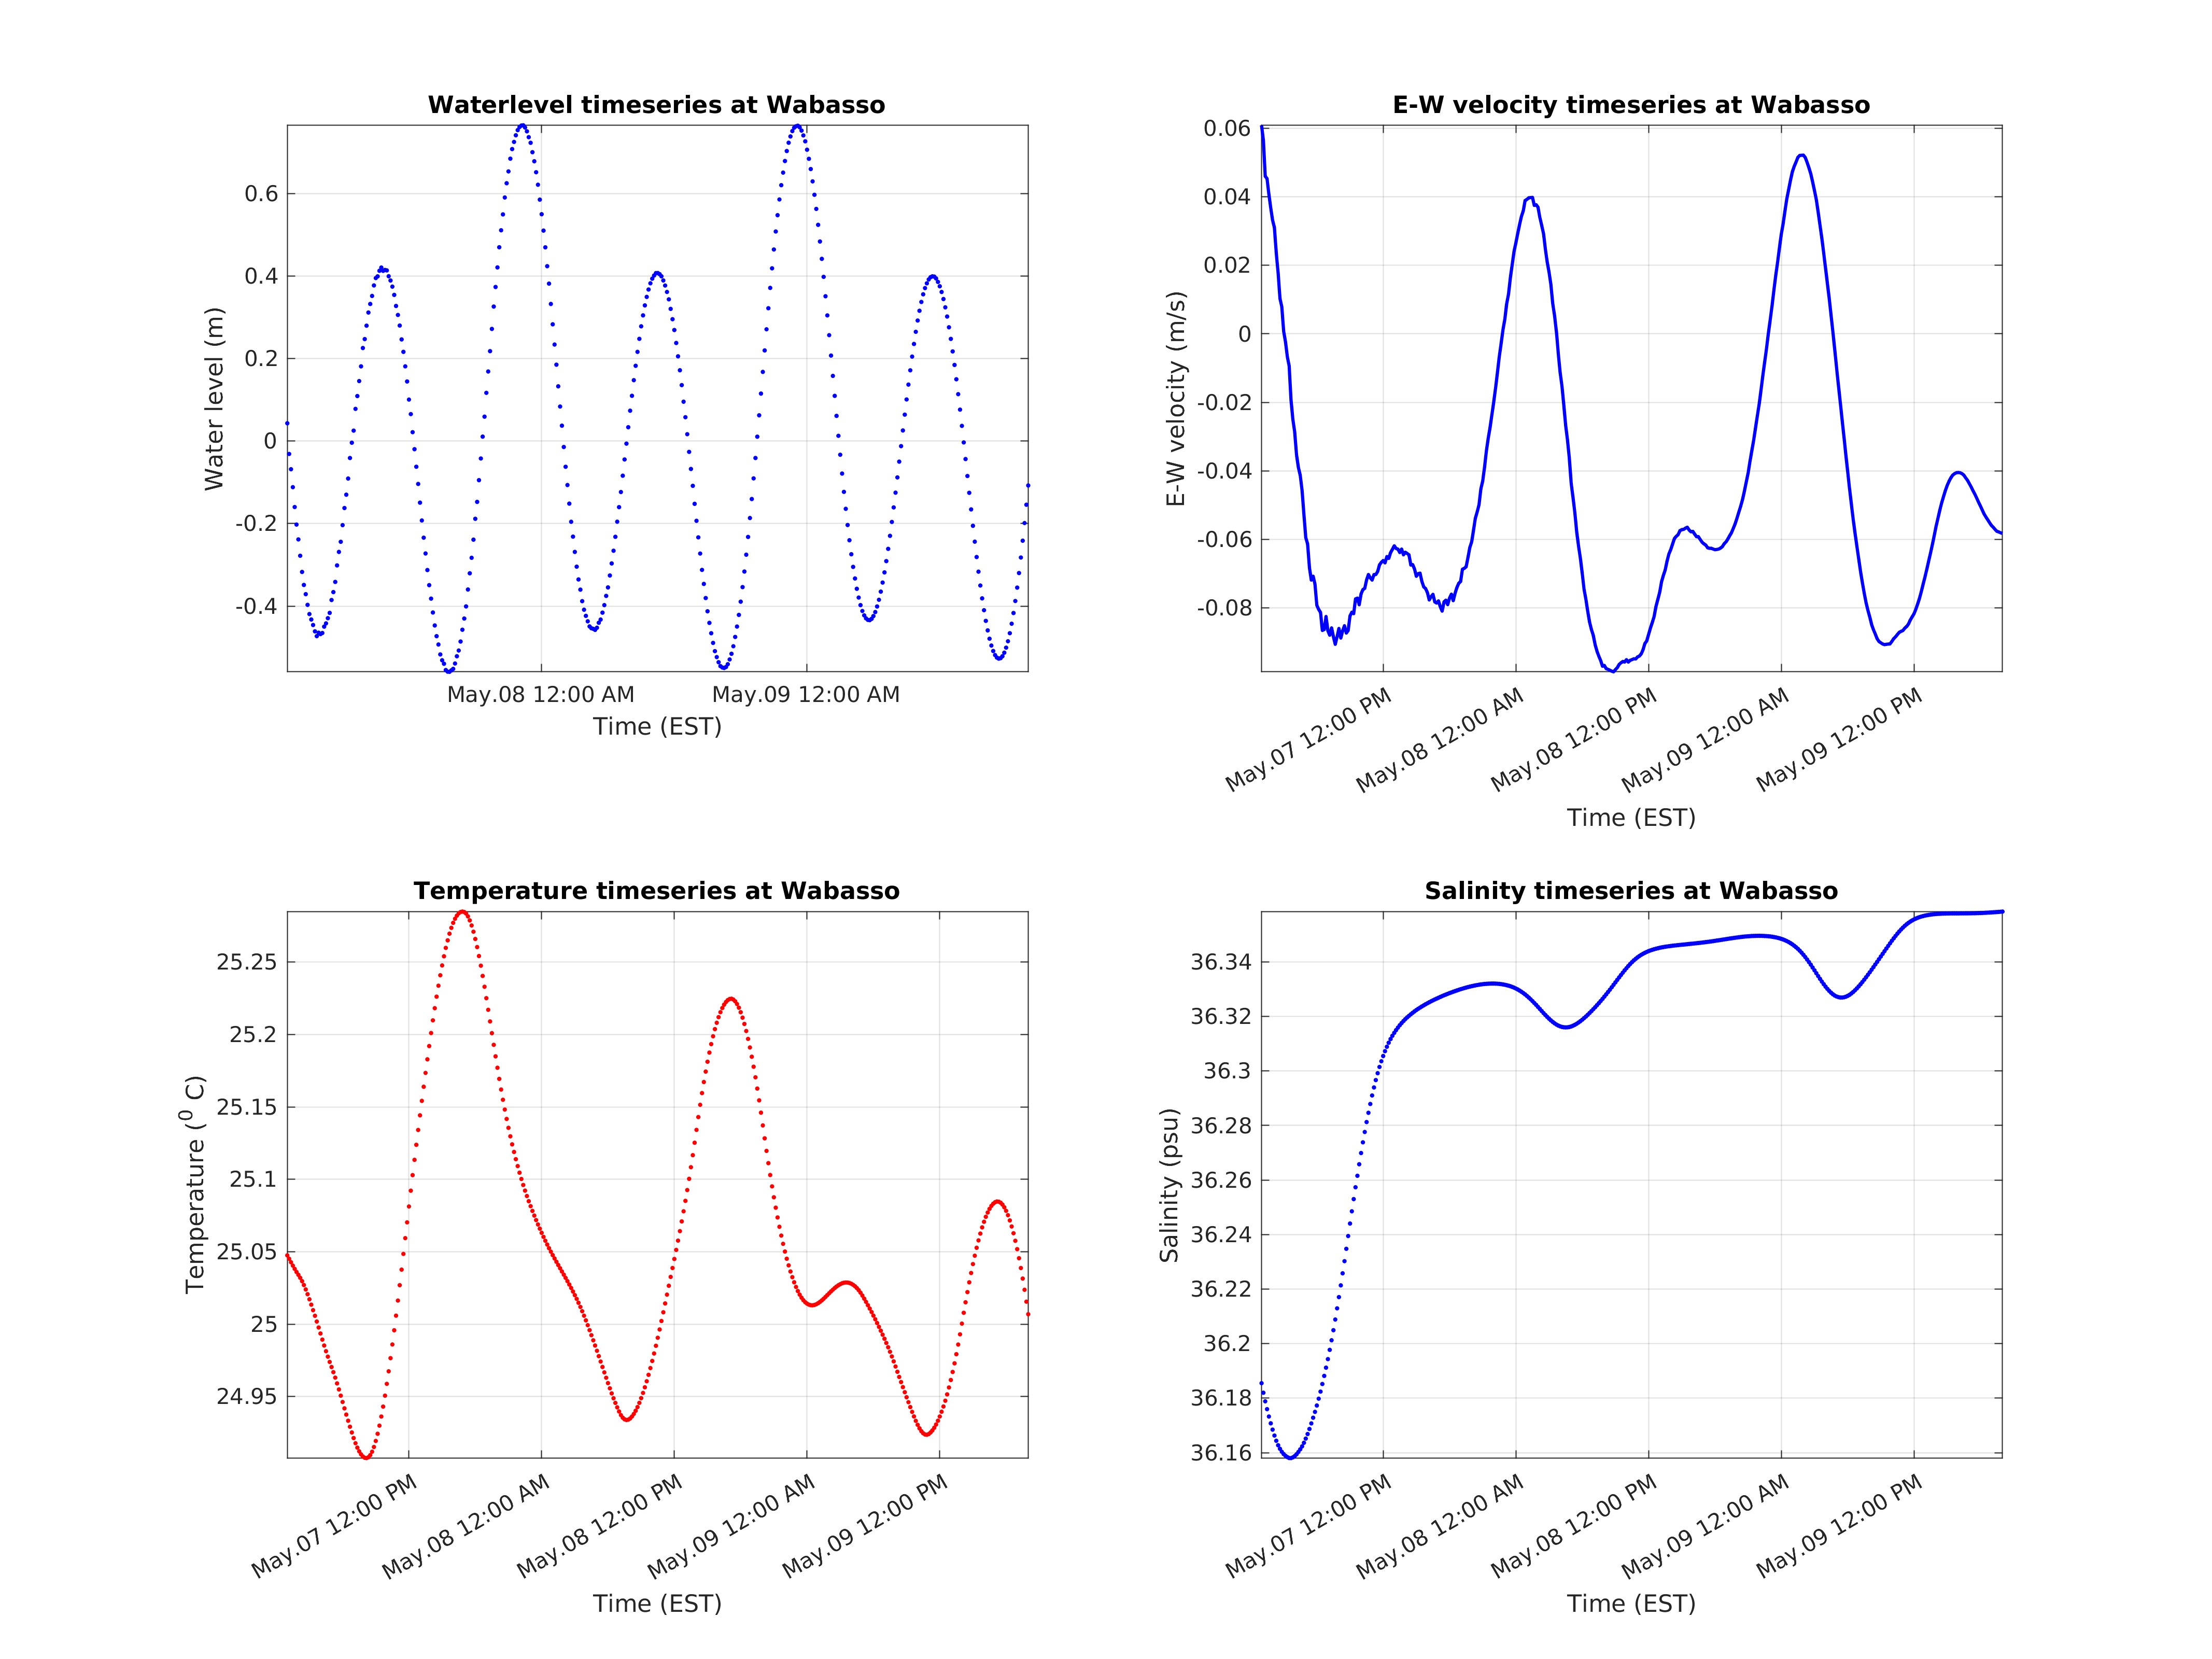 Waterlevel timeseries at Wabasso
Water level (m)
0.6
0.4
0.2
0
-0.2
-0.4
May.08 12:00 AM
May.09 12:00 AM
Time (EST)
E-W velocity timeseries at Wabasso
E-W velocity (m/s)
0.06
0.04
0.02
0
-0.02
-0.04
-0.06
-0.08
May.07 12:00 PM
May.08 12:00 AM
May.08 12:00 PM
May.09 12:00 AM
May.09 12:00 PM
Time (EST)
Temperature timeseries at Wabasso
Temperature (⁰ C)
25.25
25.2
25.15
25.1
25.05
25
24.95
May.07 12:00 PM
May.08 12:00 AM
May.08 12:00 PM
May.09 12:00 AM
May.09 12:00 PM
Time (EST)
Salinity timeseries at Wabasso
Salinity (psu)
36.34
36.32
36.3
36.28
36.26
36.24
36.22
36.2
36.18
36.16
May.07 12:00 PM
May.08 12:00 AM
May.08 12:00 PM
May.09 12:00 AM
May.09 12:00 PM
Time (EST)